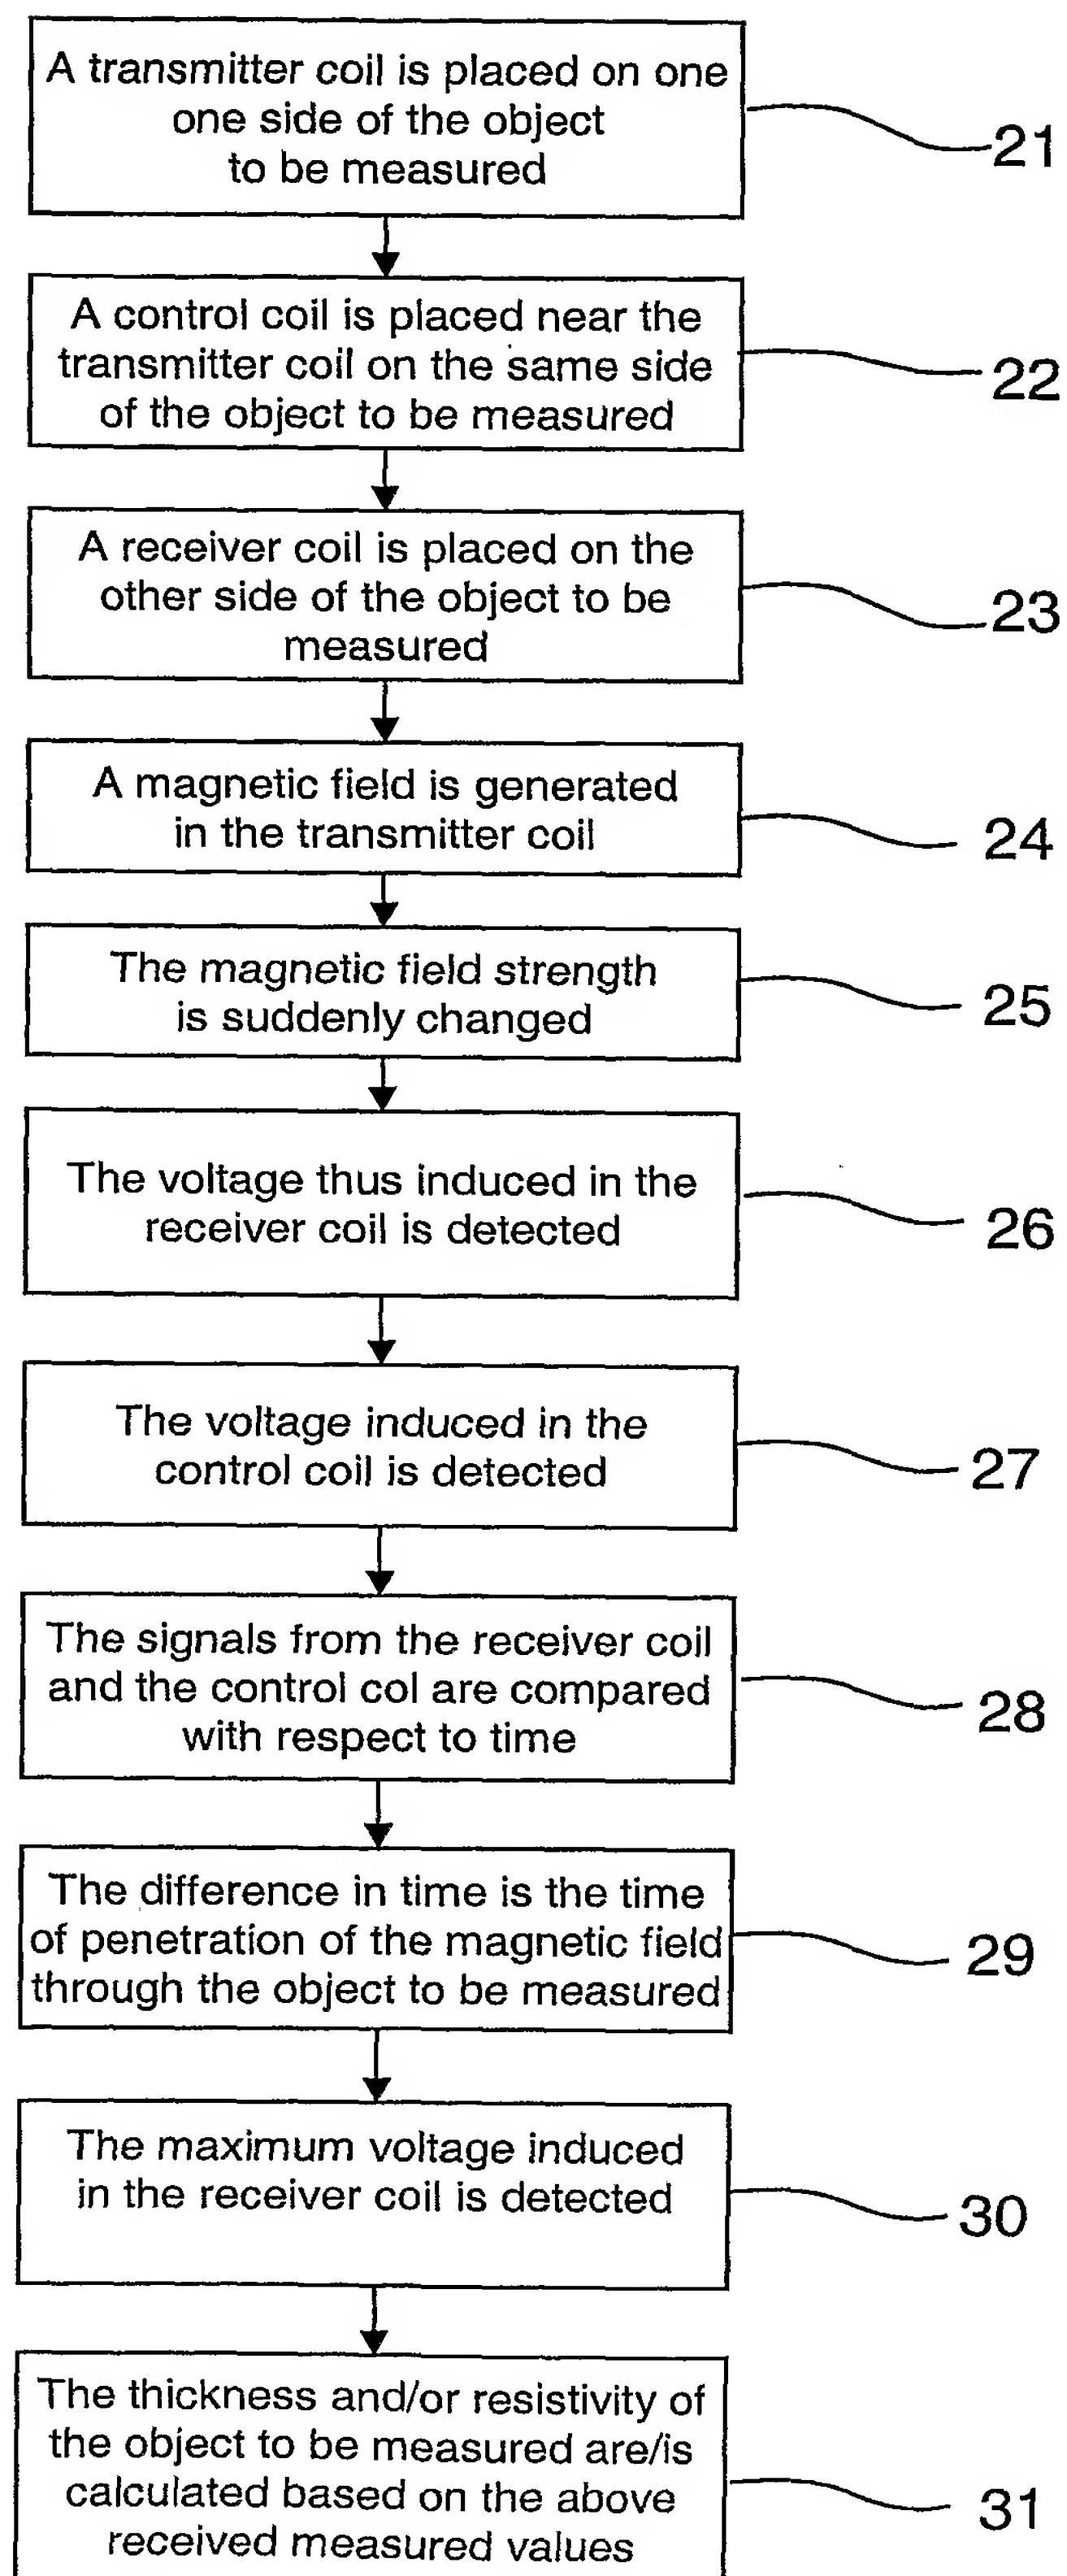 A transmitter coil is placed on one
one side of the object
to be measured
21
A control coil is placed near the
transmitter coil on the same side
of the object to be measured
22
A receiver coil is placed on the
other side of the object to be
measured
23
A magnetic field is generated
in the transmitter coil
24
The magnetic field strength
is suddenly changed
25
The voltage thus induced in the
receiver coil is detected
26
The voltage induced in the
control coil is detected
27
The signals from the receiver coil
and the control col are compared
with respect to time
28
The difference in time is the time
of penetration of the magnetic field
through the object to be measured
29
The maximum voltage induced
in the receiver coil is detected
30
The thickness and/or resistivity of
the object to be measured are/is
calculated based on the above
received measured values
31